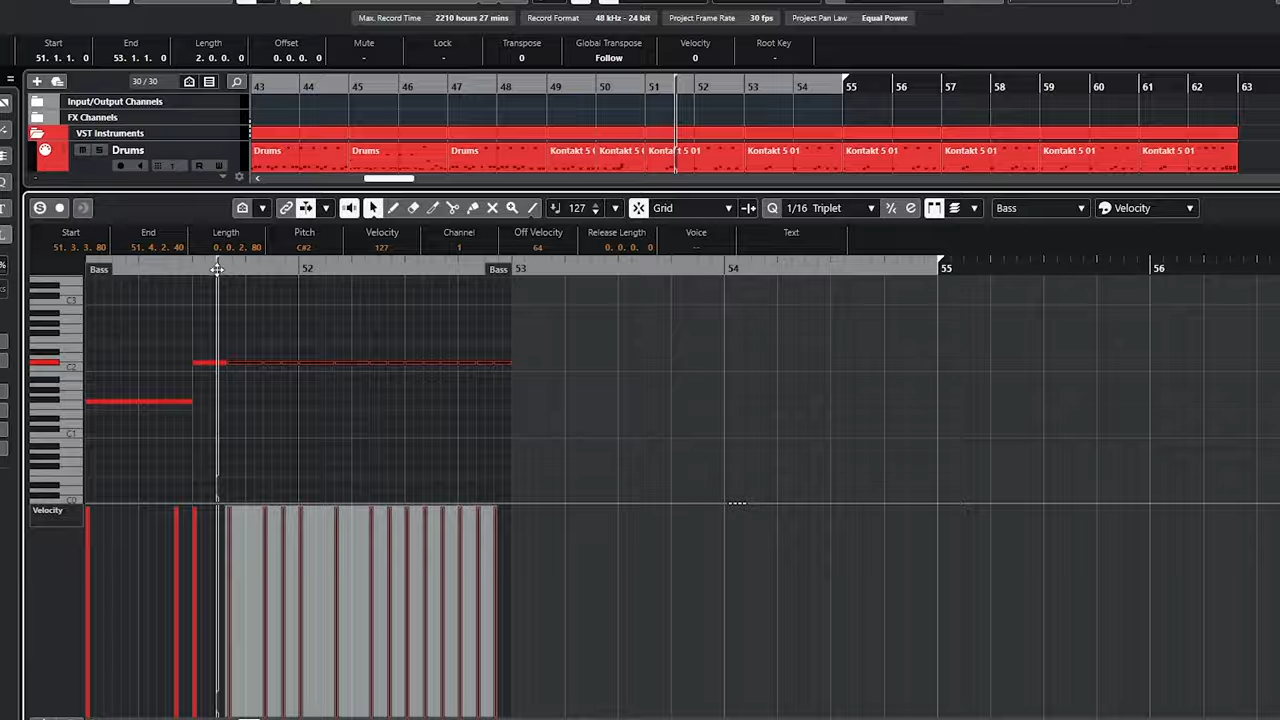 Max. Record Time 2210 hours 27 mins Record Format 48 kHz - 24 bit Project Frame Rate 30 fps Project Pan Law Equal Power
Start End Length Offset Mute Lock Transpose Global Transpose Velocity Root Key
51. 1. 1. 0 53. 1. 1. 0 2. 0. 0. 0 0. 0. 0. 0 - - 0 Follow 0 -
30 / 30 43 44 45 46 47 48 49 50 51 52 53 54 55 56 57 58 59 60 61 62 63
Input/Output Channels
FX Channels
VST Instruments
m S Drums Drums Drums Drums Kontakt 5 ( Kontakt 5 ( Kontakt 5 01 Kontakt 5 01 Kontakt 5 01 Kontakt 5 01 Kontakt 5 01 Kontakt 5 01
R W
S 127 Grid Q 1/16 Triplet Bass Velocity
Start End Length Pitch Velocity Channel Off Velocity Release Length Voice Text
51. 3. 3. 80 51. 4. 2. 40 0. 0. 2. 80 C#2 127 1 64 0. 0. 0. 0 --
Bass 52 Bass 53 54 55 56
C3
C2
C1
C0
Velocity